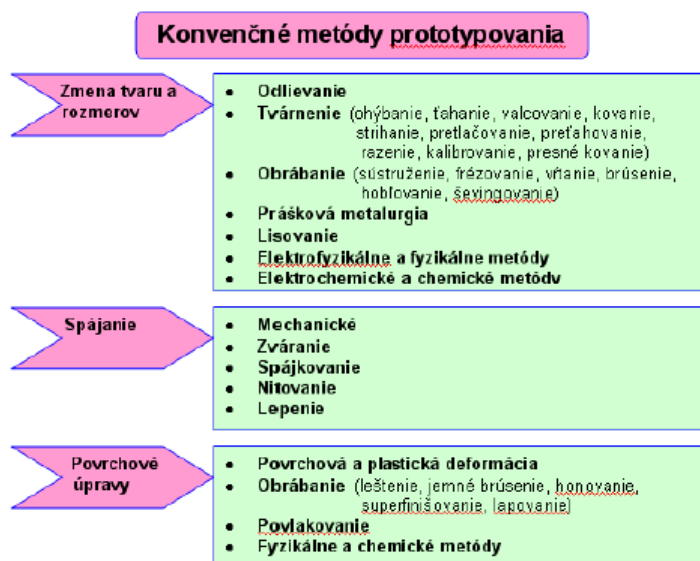 Konvenčné metódy prototypovania
Zmena tvaru a
rozmerov
• Odlievanie
• Tvárnenie (ohýbanie, ťahanie, valcovanie, kovanie,
strihanie, pretlačovanie, preťahovanie,
razenie, kalibrovanie, presné kovanie)
• Obrábanie (sústruženie, frézovanie, vŕtanie, brúsenie,
hobľovanie, ševingovanie)
• Prášková metalurgia
• Lisovanie
• Elektrofyzikálne a fyzikálne metódy
• Elektrochemické a chemické metódy
Spájanie
• Mechanické
• Zváranie
• Spájkovanie
• Nitovanie
• Lepenie
Povrchové
úpravy
• Povrchová a plastická deformácia
• Obrábanie (leštenie, jemné brúsenie, honovanie,
superfinišovanie, lapovanie)
• Povlakovanie
• Fyzikálne a chemické metódy